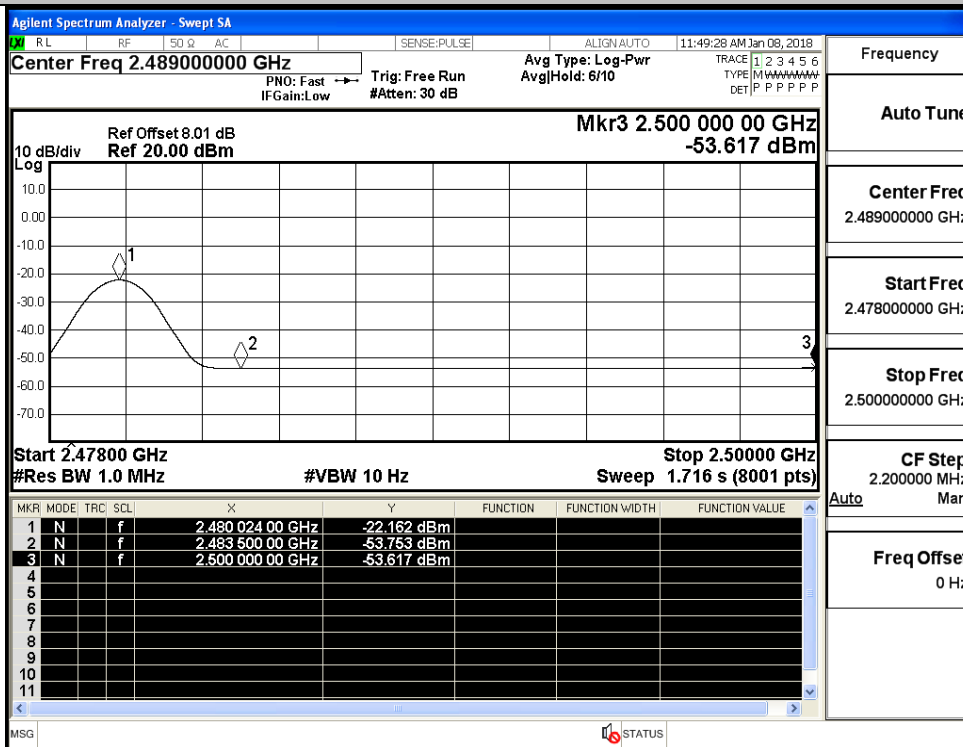 Agilent Spectrum Analyzer - Swept SA
LXI RL RF 50 Ω AC SENSE:PULSE ALIGN AUTO 11:49:28 AM Jan 08, 2018
Center Freq 2.489000000 GHz
PNO: Fast
IFGain:Low
Trig: Free Run
#Atten: 30 dB
Avg Type: Log-Pwr
Avg|Hold: 6/10
TRACE 1 2 3 4 5 6
TYPE M WWWWW
DET P P P P P P
Ref Offset 8.01 dB
10 dB/div Ref 20.00 dBm
Log
Mkr3 2.500 000 00 GHz
-53.617 dBm
10.0
0.00
-10.0
-20.0
-30.0
-40.0
-50.0
-60.0
-70.0
1
2
3
Start 2.47800 GHz Stop 2.50000 GHz
#Res BW 1.0 MHz #VBW 10 Hz Sweep 1.716 s (8001 pts)
MKR MODE TRC SCL X Y FUNCTION FUNCTION WIDTH FUNCTION VALUE
1 N f 2.480 024 00 GHz -22.162 dBm
2 N f 2.483 500 00 GHz -53.753 dBm
3 N f 2.500 000 00 GHz -53.617 dBm
4
5
6
7
8
9
10
11
MSG STATUS
Frequency
Auto Tune
Center Freq
2.489000000 GHz
Start Freq
2.478000000 GHz
Stop Freq
2.500000000 GHz
CF Step
2.200000 MHz
Auto Man
Freq Offset
0 Hz